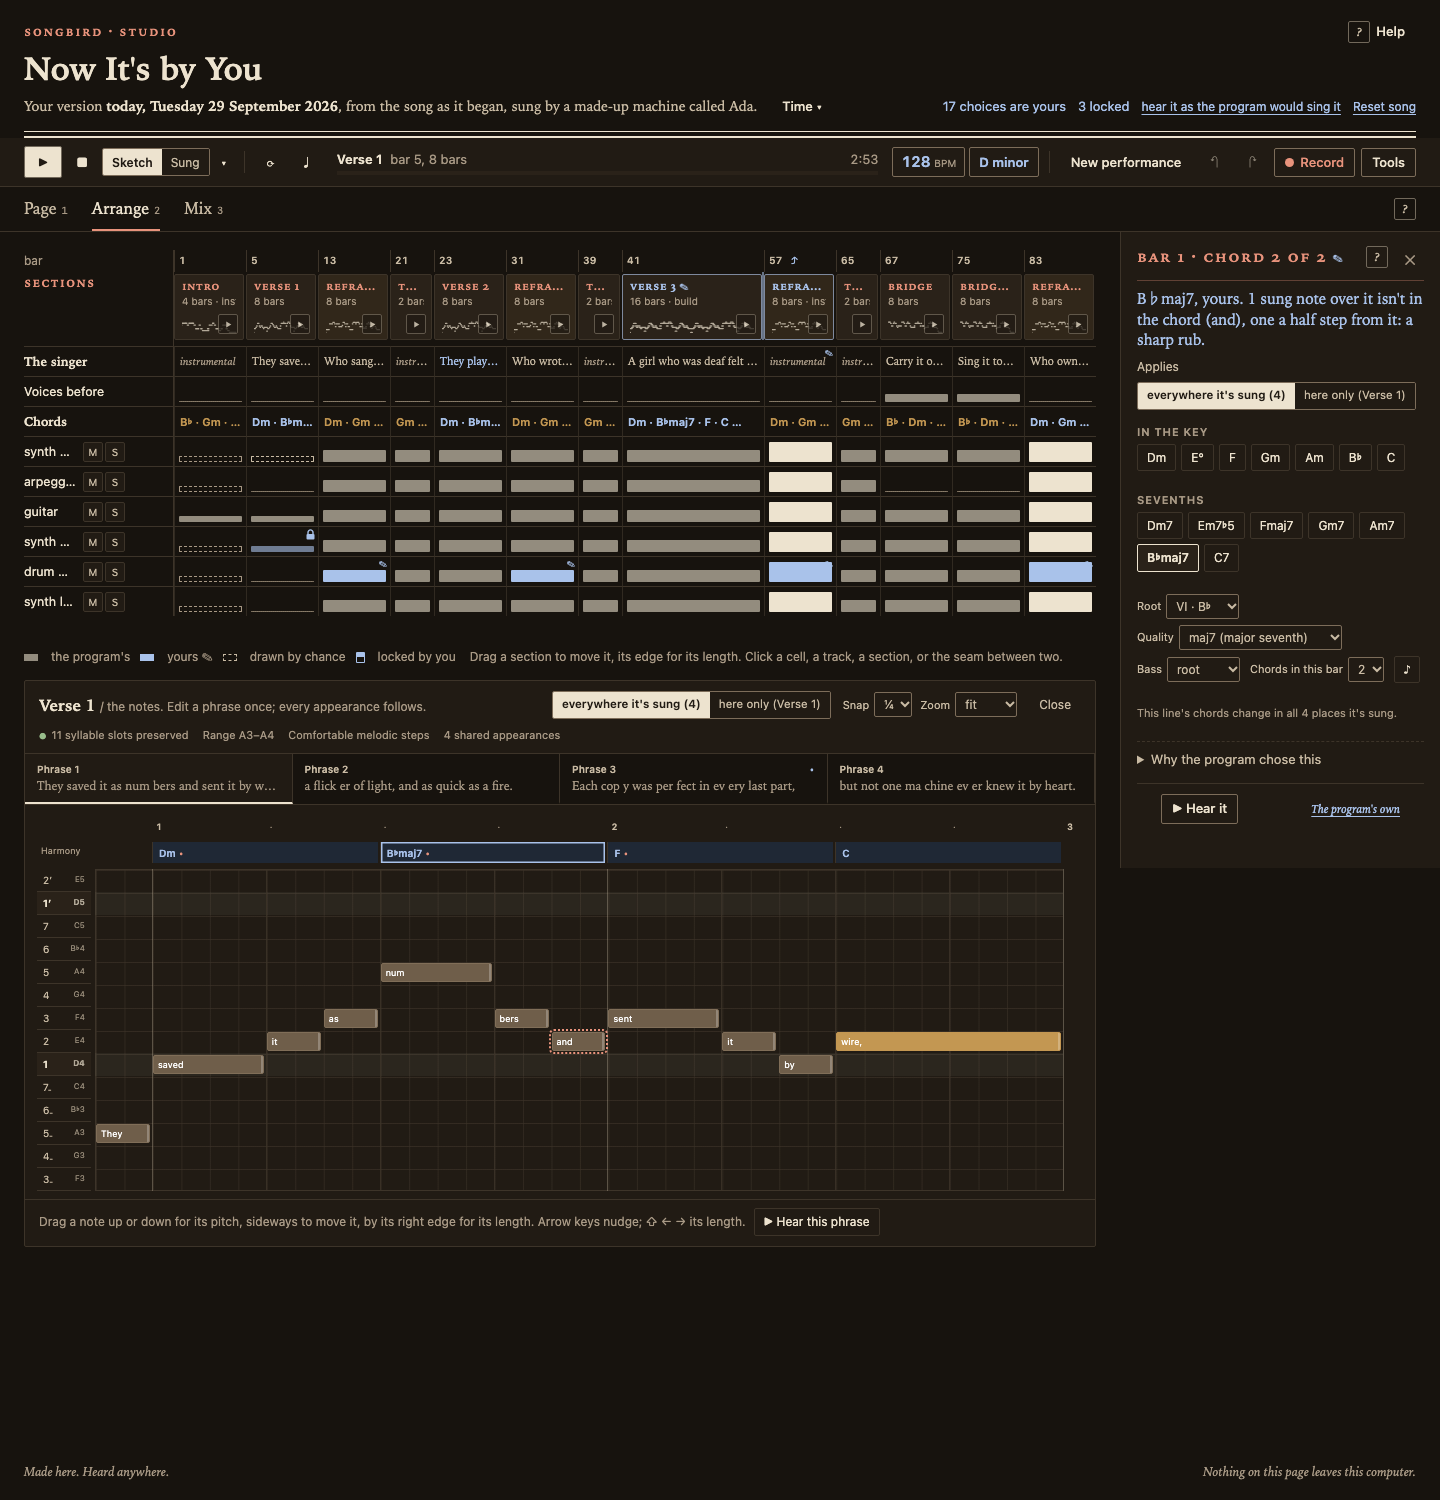 SONGBIRD · STUDIO
? Help
Now It's by You
Your version today, Tuesday 29 September 2026, from the song as it began, sung by a made-up machine called Ada.
Time ▾
17 choices are yours 3 locked hear it as the program would sing it Reset song
Sketch Sung ▾
Verse 1 bar 5, 8 bars 2:53
128 BPM D minor
New performance
Record Tools
Page 1 Arrange 2 Mix 3 ?
bar 1 5 13 21 23 31 39 41 57 65 67 75 83
SECTIONS
INTRO VERSE 1 REFRA... T... VERSE 2 REFRA... T... VERSE 3 ✎ REFRA... T... BRIDGE BRIDG... REFRA...
4 bars · ins 8 bars 8 bars 2 bar 8 bars 8 bars 2 bar 16 bars · build 8 bars · ins 2 bar 8 bars 8 bars 8 bars
The singer instrumental They save... Who sang... instr... They play... Who wrot... instr... A girl who was deaf felt ... instrumental instr... Carry it o... Sing it to... Who own...
Voices before
Chords B♭ · Gm · ... Dm · B♭m... Dm · Gm ... Gm ... Dm · B♭m... Dm · Gm ... Gm ... Dm · B♭maj7 · F · C ... Dm · Gm ... Gm ... B♭ · Dm · ... B♭ · Dm · ... Dm · Gm ...
synth ... M S
arpegg... M S
guitar M S
synth ... M S
drum ... M S
synth l... M S
the program's yours ✎ drawn by chance locked by you Drag a section to move it, its edge for its length. Click a cell, a track, a section, or the seam between two.
Verse 1 / the notes. Edit a phrase once; every appearance follows.
everywhere it's sung (4) here only (Verse 1) Snap ¼ Zoom fit Close
11 syllable slots preserved Range A3–A4 Comfortable melodic steps 4 shared appearances
Phrase 1 Phrase 2 Phrase 3 Phrase 4
They saved it as num bers and sent it by w... a flick er of light, and as quick as a fire. Each cop y was per fect in ev ery last part, but not one ma chine ev er knew it by heart.
1 2 3
Harmony Dm • B♭maj7 • F • C
2′ E5
1′ D5
7 C5
6 B♭4
5 A4 num
4 G4
3 F4 as bers sent
2 E4 it and it wire,
1 D4 saved by
7. C4
6. B♭3
5. A3 They
4. G3
3. F3
Drag a note up or down for its pitch, sideways to move it, by its right edge for its length. Arrow keys nudge; ⇧ ← → its length.
Hear this phrase
BAR 1 · CHORD 2 OF 2 ✎ ? ×
B♭maj7, yours. 1 sung note over it isn't in
the chord (and), one a half step from it: a
sharp rub.
Applies
everywhere it's sung (4) here only (Verse 1)
IN THE KEY
Dm E° F Gm Am B♭ C
SEVENTHS
Dm7 Em7♭5 Fmaj7 Gm7 Am7
B♭maj7 C7
Root VI · B♭
Quality maj7 (major seventh)
Bass root Chords in this bar 2 ♪
This line's chords change in all 4 places it's sung.
Why the program chose this
Hear it The program's own
Made here. Heard anywhere.
Nothing on this page leaves this computer.